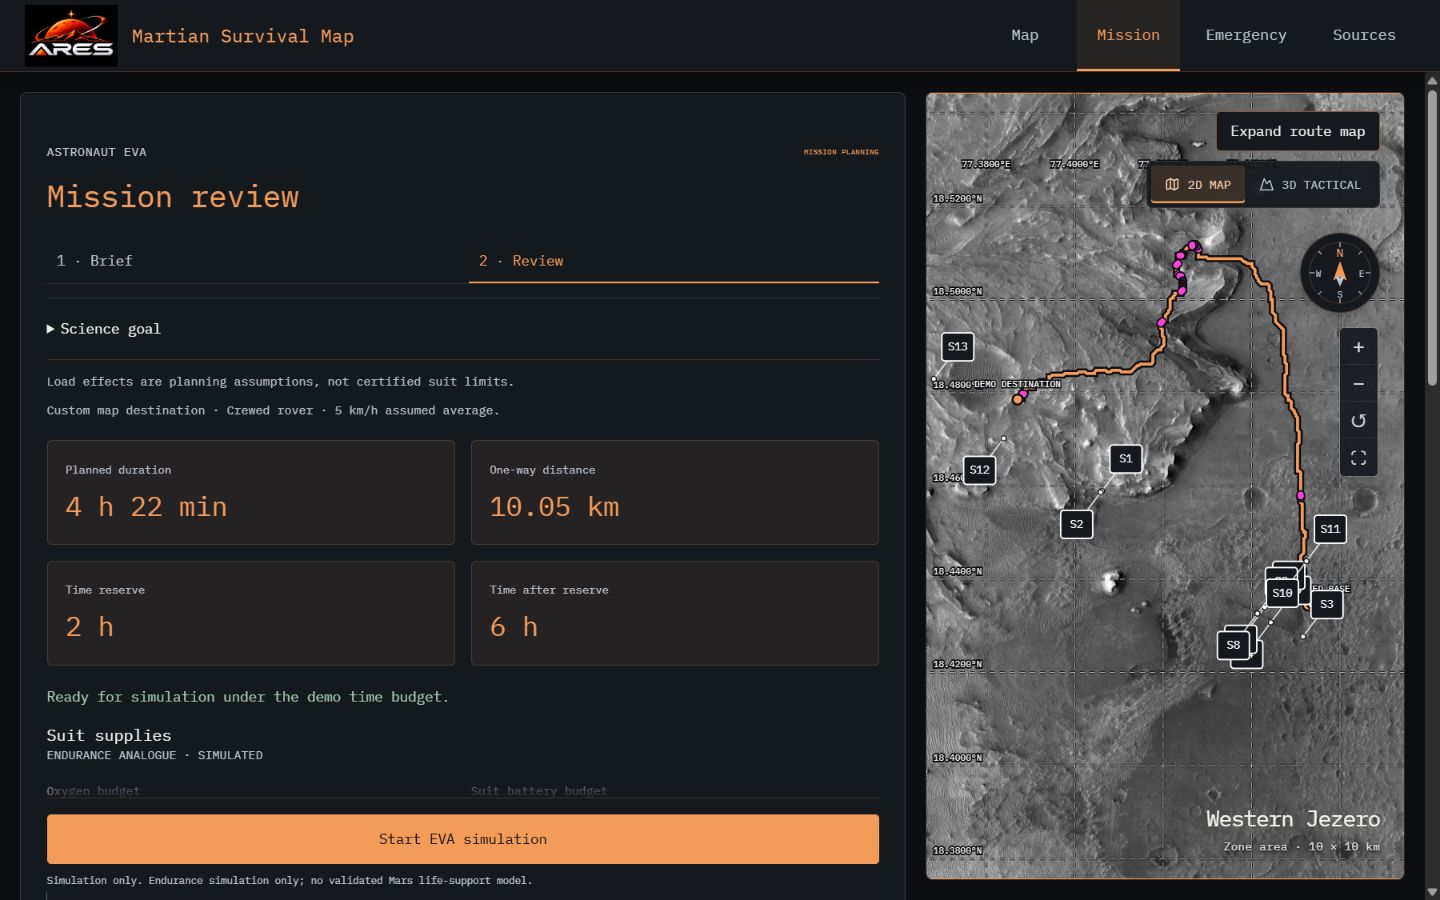 ARES
Martian Survival Map
Map
Mission
Emergency
Sources
ASTRONAUT EVA
MISSION PLANNING
Mission review
1 · Brief
2 · Review
Science goal
Load effects are planning assumptions, not certified suit limits.
Custom map destination · Crewed rover · 5 km/h assumed average.
Planned duration
4 h 22 min
One-way distance
10.05 km
Time reserve
2 h
Time after reserve
6 h
Ready for simulation under the demo time budget.
Suit supplies
ENDURANCE ANALOGUE · SIMULATED
Oxygen budget
Suit battery budget
Start EVA simulation
Simulation only. Endurance simulation only; no validated Mars life-support model.
Expand route map
77.3800°E
77.4000°E
2D MAP
3D TACTICAL
18.5200°N
N
W
E
S
18.5000°N
+
−
S13
18.4800°
DEMO DESTINATION
S1
S12
18.46
S2
S11
18.4400°N
S10
BASE
S3
S8
18.4200°N
18.4000°N
Western Jezero
Zone area · 10 × 10 km
18.3800°N